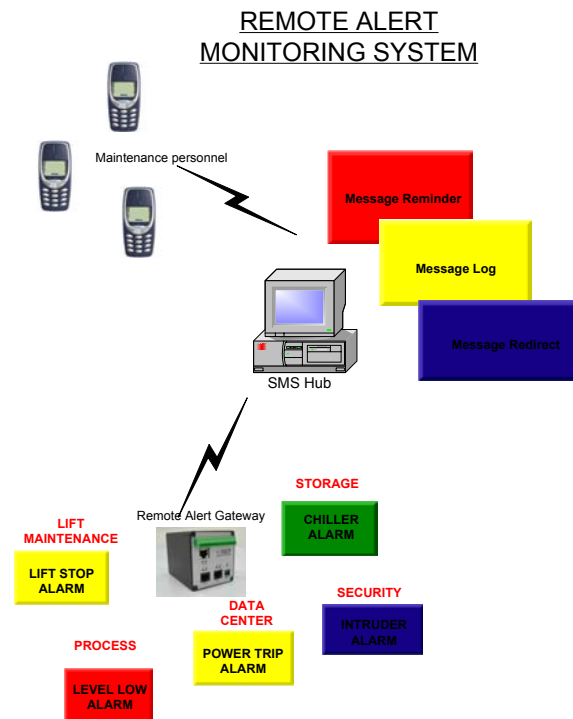 REMOTE ALERT
MONITORING SYSTEM
Maintenance personnel
Message Reminder
Message Log
Message Redirect
SMS Hub
STORAGE
Remote Alert Gateway
CHILLER
ALARM
LIFT
MAINTENANCE
LIFT STOP
ALARM
SECURITY
INTRUDER
ALARM
DATA
CENTER
POWER TRIP
ALARM
PROCESS
LEVEL LOW
ALARM